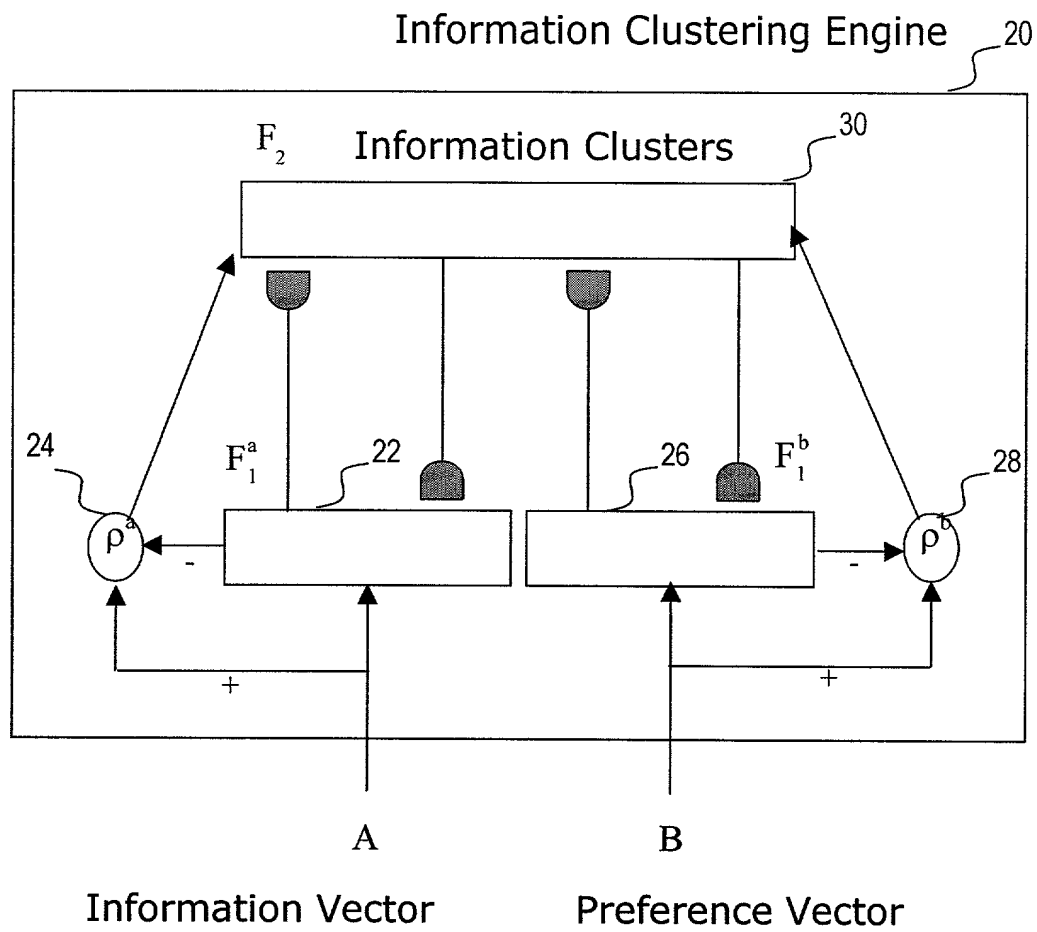 Information Clustering Engine
20
F2
Information Clusters
30
24
F1a
22
26
F1b
28
ρa
ρb
-
-
+
+
A
B
Information Vector
Preference Vector